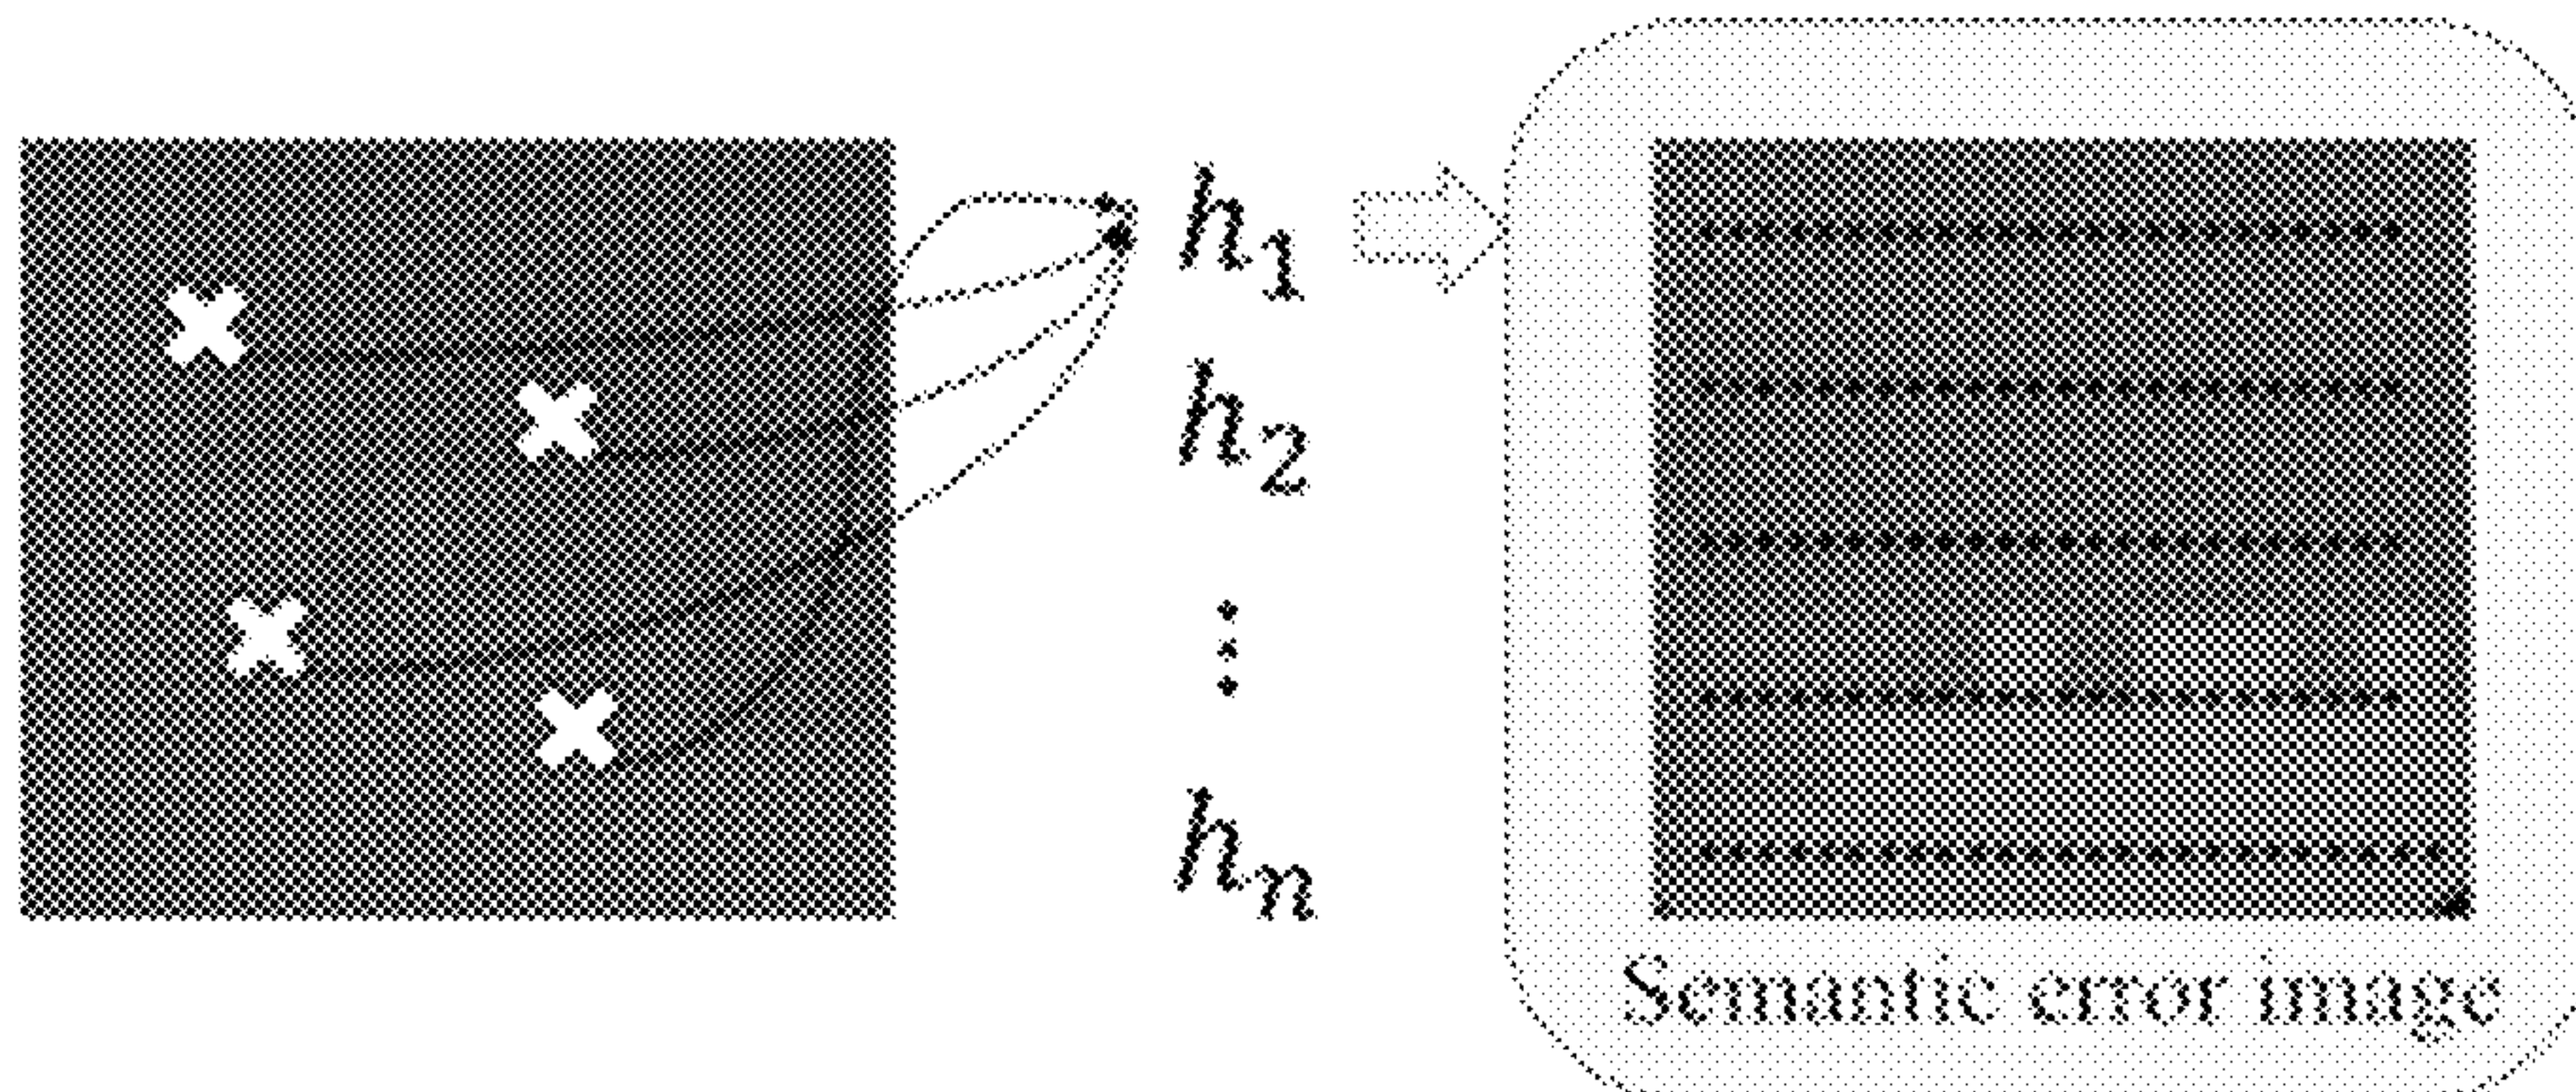 h₁
h₂
⋮
hₙ
Semantic error image